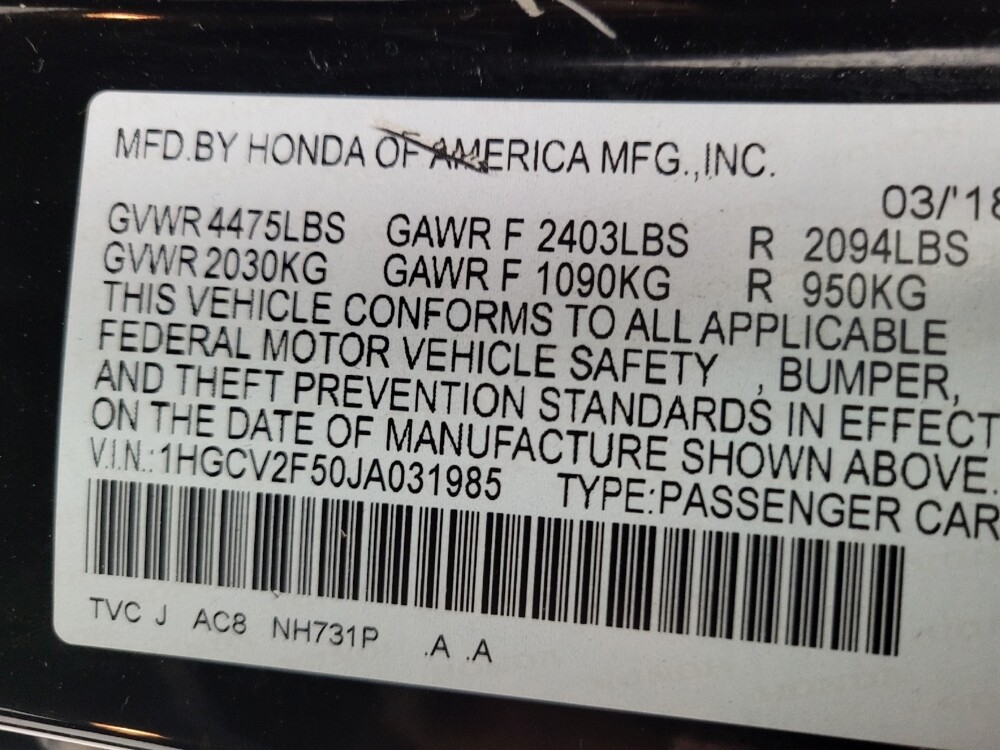 MFD.BY HONDA OF AMERICA MFG.,INC.
03/'18
GVWR 4475LBS GAWR F 2403LBS R 2094LBS
GVWR 2030KG GAWR F 1090KG R 950KG
THIS VEHICLE CONFORMS TO ALL APPLICABLE
FEDERAL MOTOR VEHICLE SAFETY , BUMPER,
AND THEFT PREVENTION STANDARDS IN EFFECT
ON THE DATE OF MANUFACTURE SHOWN ABOVE.
V.I.N.:1HGCV2F50JA031985 TYPE:PASSENGER CAR
TVC J AC8 NH731P .A .A